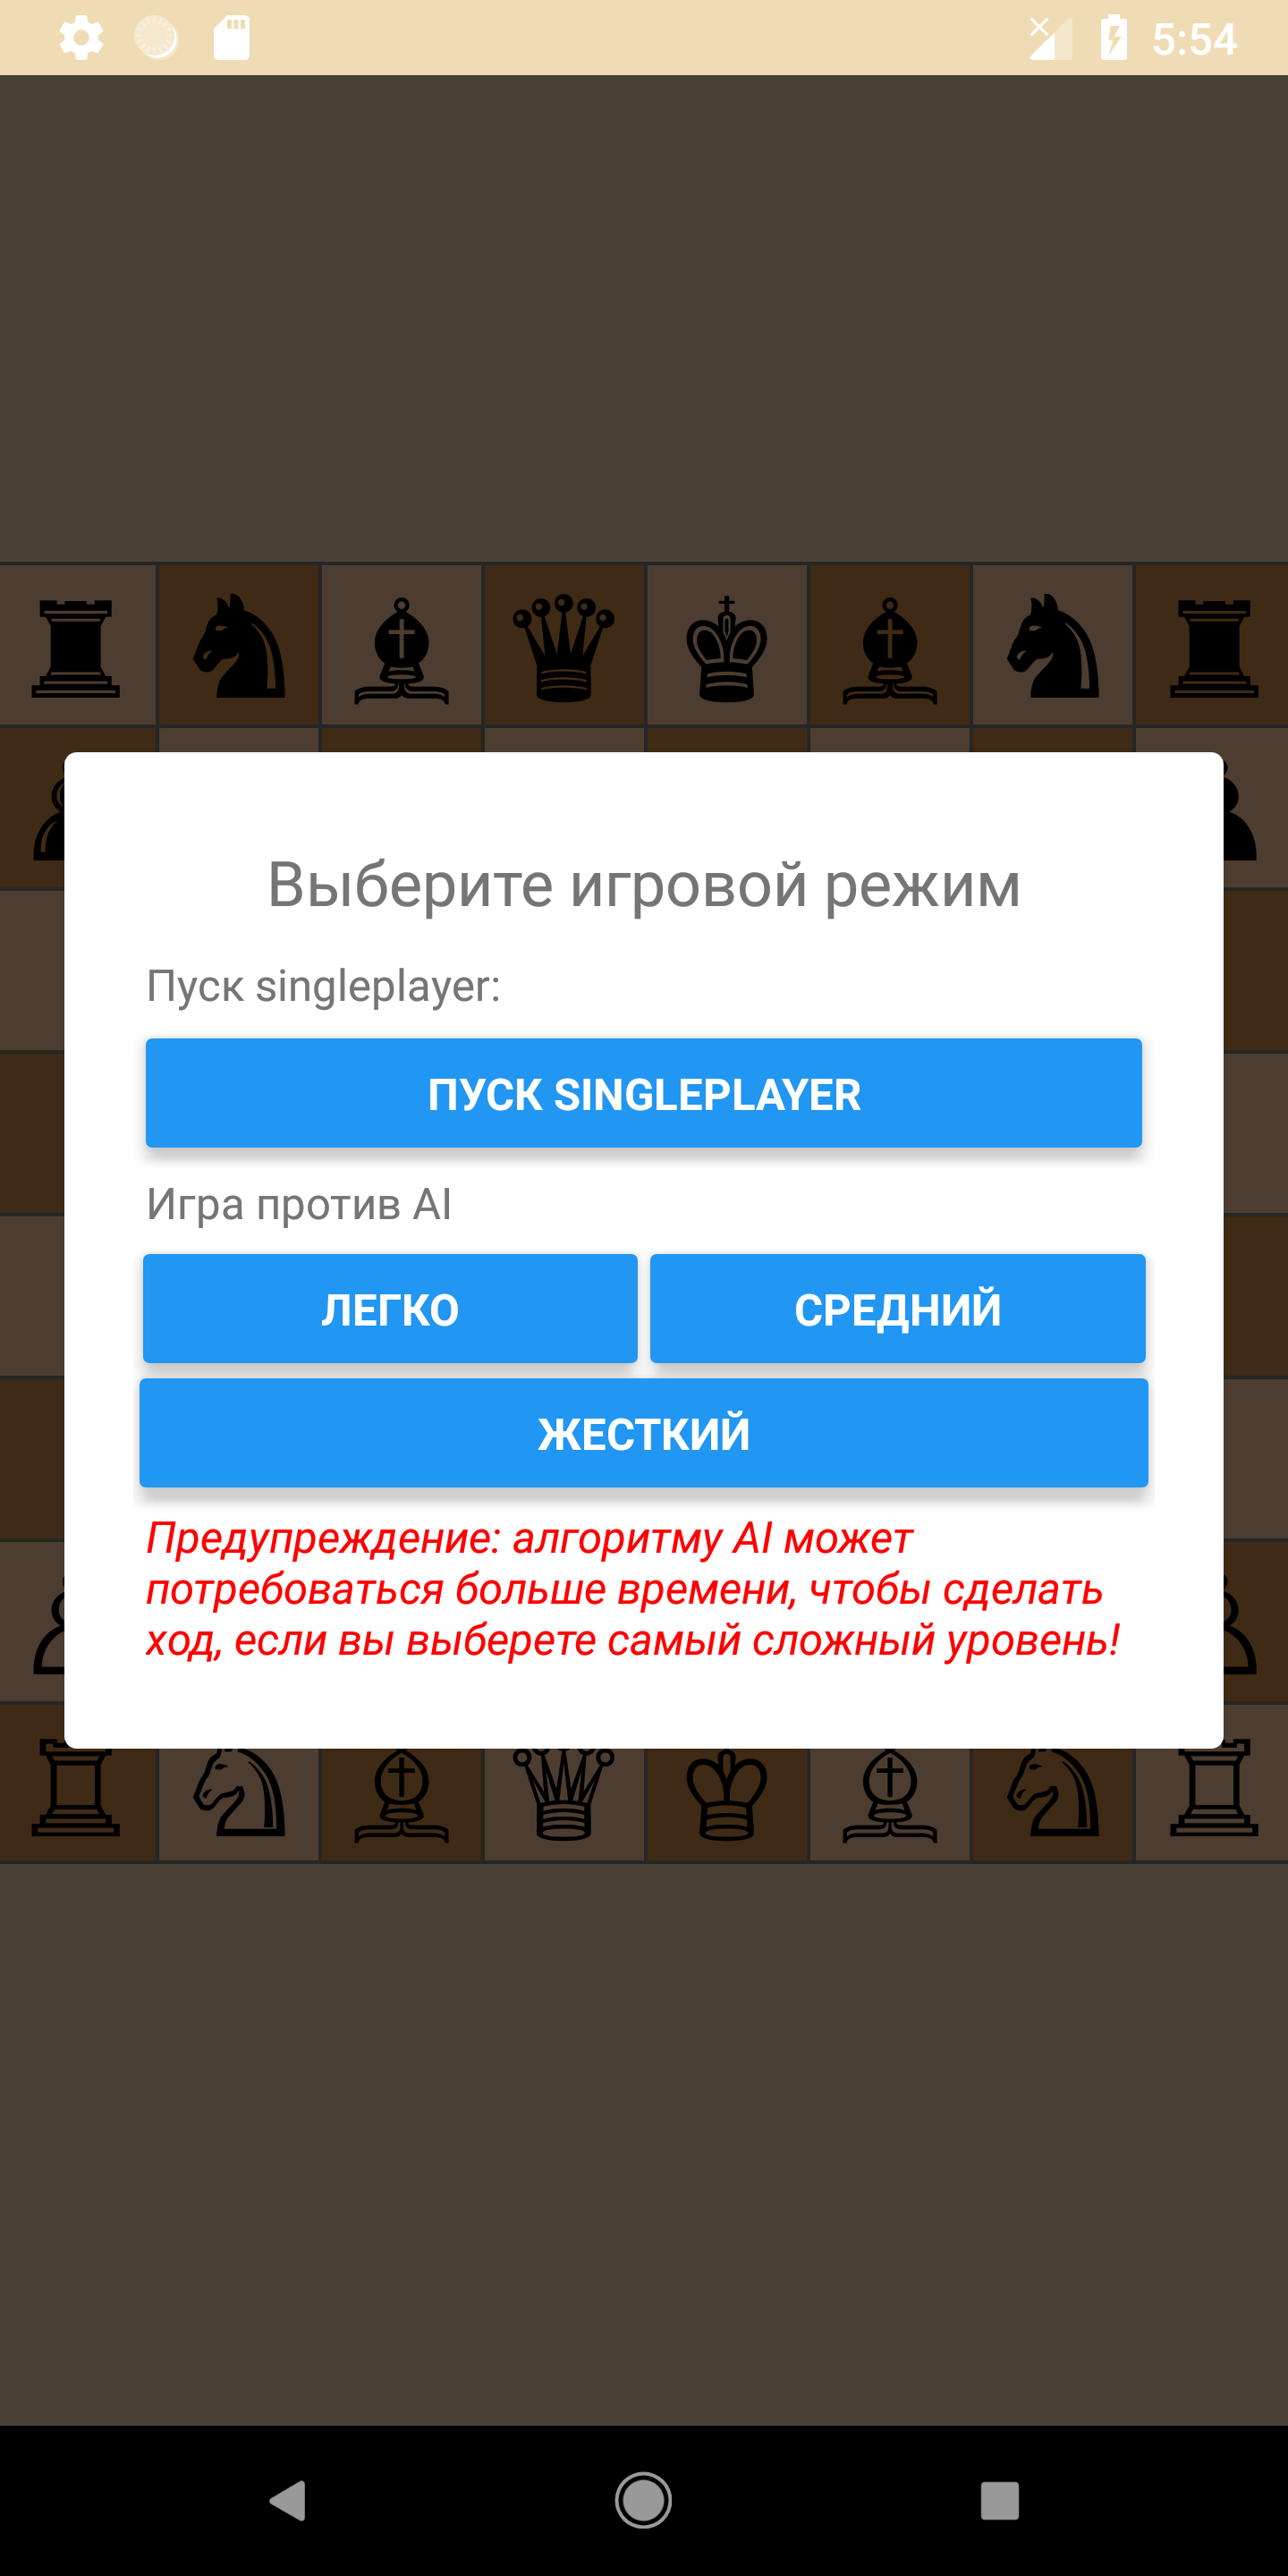 5:54
Выберите игровой режим
Пуск singleplayer:
ПУСК SINGLEPLAYER
Игра против AI
ЛЕГКО
СРЕДНИЙ
ЖЕСТКИЙ
Предупреждение: алгоритму AI может
потребоваться больше времени, чтобы сделать
ход, если вы выберете самый сложный уровень!